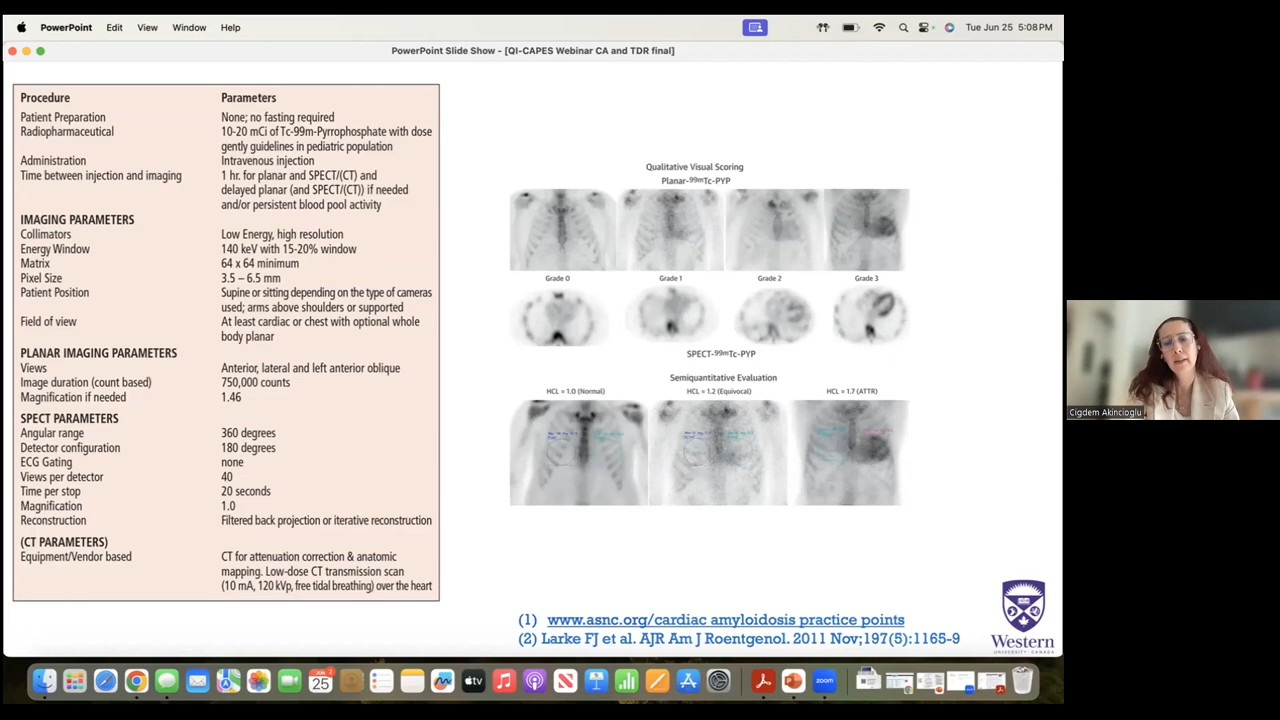 PowerPoint Edit View Window Help Tue Jun 25 5:08 PM
PowerPoint Slide Show - [QI-CAPES Webinar CA and TDR final]
Procedure Parameters
Patient Preparation None; no fasting required
Radiopharmaceutical 10-20 mCi of Tc-99m-Pyrrophosphate with dose
gently guidelines in pediatric population
Administration Intravenous injection
Time between injection and imaging 1 hr. for planar and SPECT/(CT) and
delayed planar (and SPECT/(CT)) if needed
and/or persistent blood pool activity
IMAGING PARAMETERS
Collimators Low Energy, high resolution
Energy Window 140 keV with 15-20% window
Matrix 64 x 64 minimum
Pixel Size 3.5 – 6.5 mm
Patient Position Supine or sitting depending on the type of cameras
used; arms above shoulders or supported
Field of view At least cardiac or chest with optional whole
body planar
PLANAR IMAGING PARAMETERS
Views Anterior, lateral and left anterior oblique
Image duration (count based) 750,000 counts
Magnification if needed 1.46
SPECT PARAMETERS
Angular range 360 degrees
Detector configuration 180 degrees
ECG Gating none
Views per detector 40
Time per stop 20 seconds
Magnification 1.0
Reconstruction Filtered back projection or iterative reconstruction
(CT PARAMETERS)
Equipment/Vendor based CT for attenuation correction & anatomic
mapping. Low-dose CT transmission scan
(10 mA, 120 kVp, free tidal breathing) over the heart
Qualitative Visual Scoring
Planar-99mTc-PYP
Grade 0 Grade 1 Grade 2 Grade 3
SPECT-99mTc-PYP
Semiquantitative Evaluation
HCL = 1.0 (Normal) HCL = 1.2 (Equivocal) HCL = 1.7 (ATTR)
(1) www.asnc.org/cardiac amyloidosis practice points
(2) Larke FJ et al. AJR Am J Roentgenol. 2011 Nov;197(5):1165-9
Western
UNIVERSITY · CANADA
Cigdem Akincioglu
tv
25
zoom